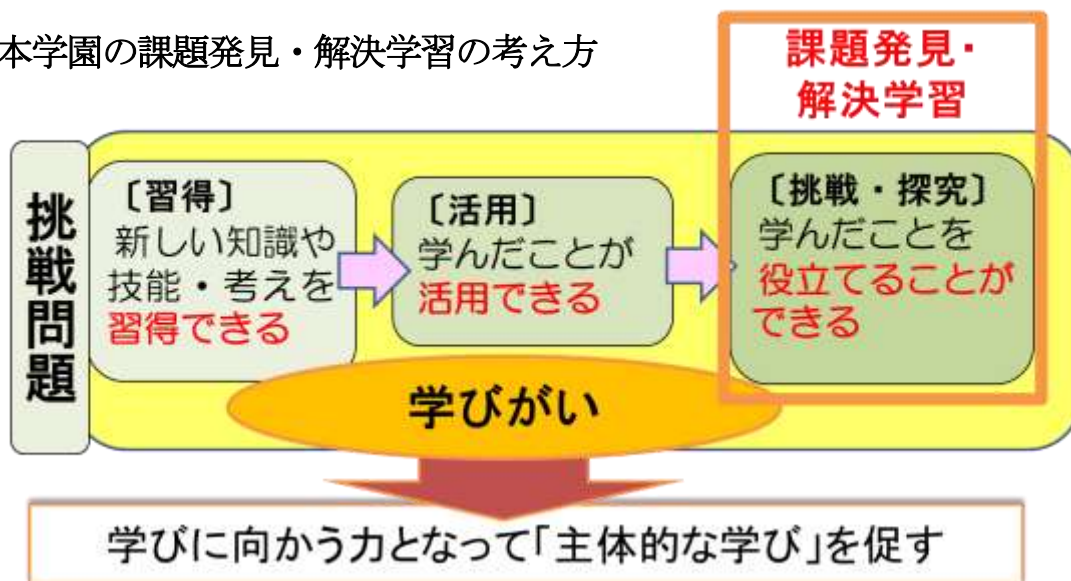 本学園の課題発見・解決学習の考え方
課題発見・
解決学習
挑戦問題
〔習得〕
新しい知識や
技能・考えを
習得できる
〔活用〕
学んだことが
活用できる
〔挑戦・探究〕
学んだことを
役立てることが
できる
学びがい
学びに向かう力となって「主体的な学び」を促す